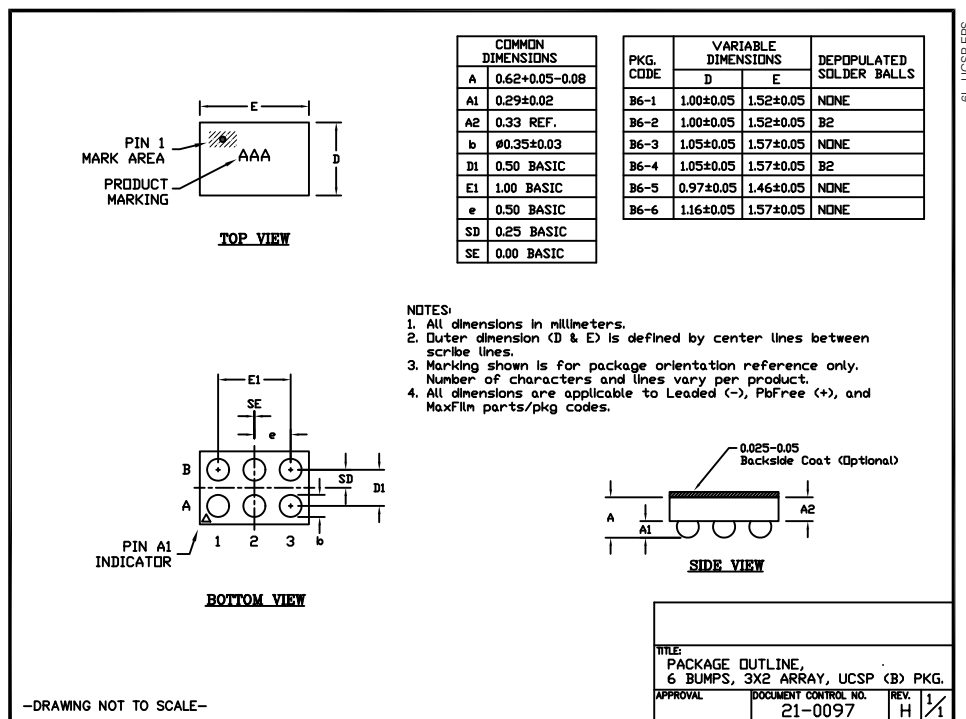 COMMON DIMENSIONS
A 0.62+0.05-0.08
A1 0.29±0.02
A2 0.33 REF.
b ø0.35±0.03
D1 0.50 BASIC
E1 1.00 BASIC
e 0.50 BASIC
SD 0.25 BASIC
SE 0.00 BASIC
PKG. CODE VARIABLE DIMENSIONS DEPOPULATED SOLDER BALLS
D E
B6-1 1.00±0.05 1.52±0.05 NONE
B6-2 1.00±0.05 1.52±0.05 B2
B6-3 1.05±0.05 1.57±0.05 NONE
B6-4 1.05±0.05 1.57±0.05 B2
B6-5 0.97±0.05 1.46±0.05 NONE
B6-6 1.16±0.05 1.57±0.05 NONE
E
PIN 1
MARK AREA
AAA
D
PRODUCT
MARKING
TOP VIEW
NOTES:
1. All dimensions in millimeters.
2. Outer dimension (D & E) is defined by center lines between
scribe lines.
3. Marking shown is for package orientation reference only.
Number of characters and lines vary per product.
4. All dimensions are applicable to Leaded (-), PbFree (+), and
MaxFilm parts/pkg codes.
E1
SE
e
B
SD
D1
A
1 2 3 b
PIN A1
INDICATOR
BOTTOM VIEW
0.025-0.05
Backside Coat (Optional)
A
A1
A2
SIDE VIEW
TITLE:
PACKAGE OUTLINE,
6 BUMPS, 3X2 ARRAY, UCSP (B) PKG.
APPROVAL DOCUMENT CONTROL NO. REV.
21-0097 H 1/1
-DRAWING NOT TO SCALE-